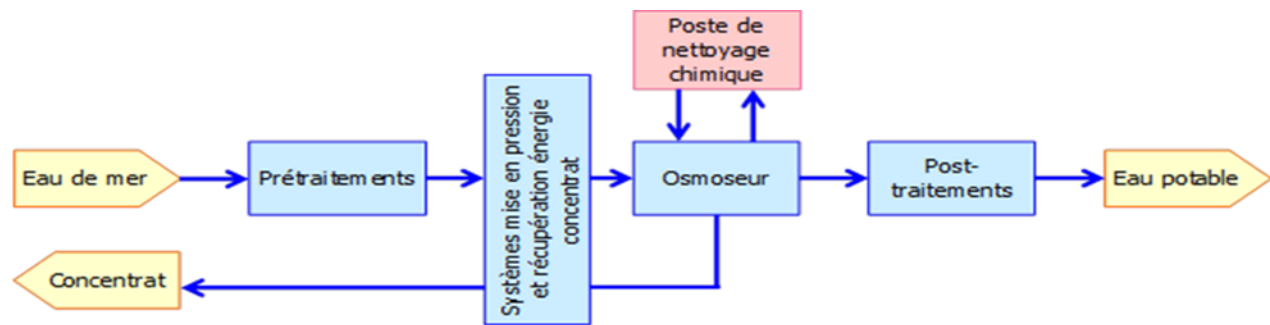 Poste de
nettoyage
chimique
Eau de mer
Prétraitements
Systèmes mise en pression
et récupération énergie
concentrat
Osmoseur
Post-
traitements
Eau potable
Concentrat